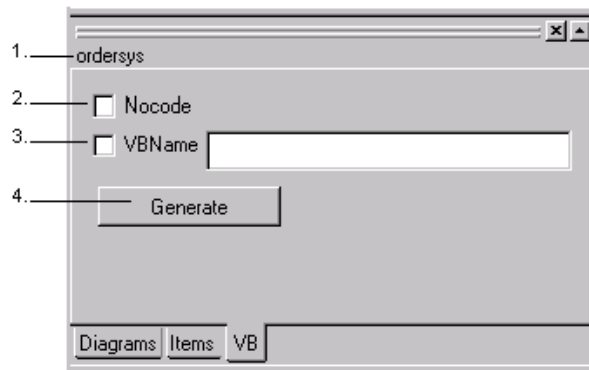 1. ordersys
2. Nocode
3. VBName
4. Generate
Diagrams Items VB